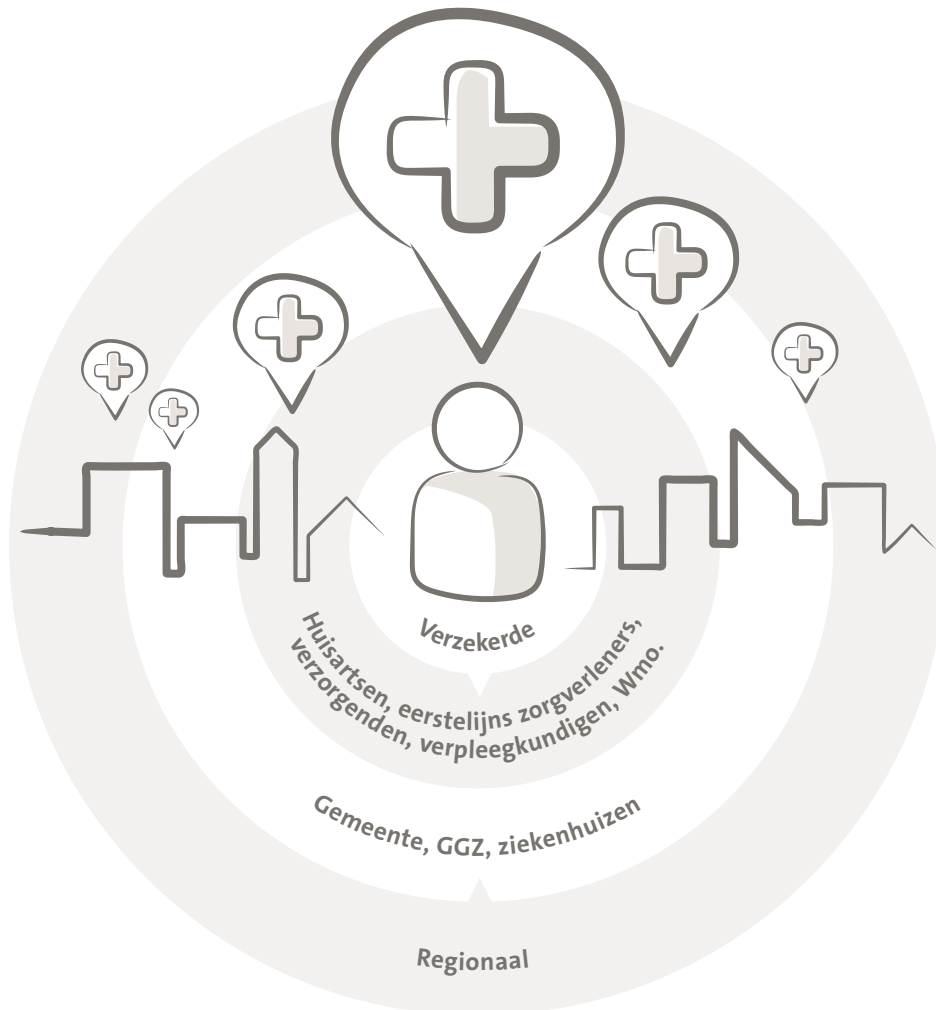 Verzekerde
Huisartsen, eerstelijns zorgverleners,
verzorgenden, verpleegkundigen, Wmo.
Gemeente, GGZ, ziekenhuizen
Regionaal